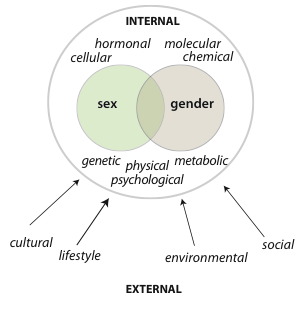 INTERNAL
hormonal molecular
cellular chemical
sex gender
genetic physical metabolic
psychological
cultural
lifestyle
environmental
social
EXTERNAL